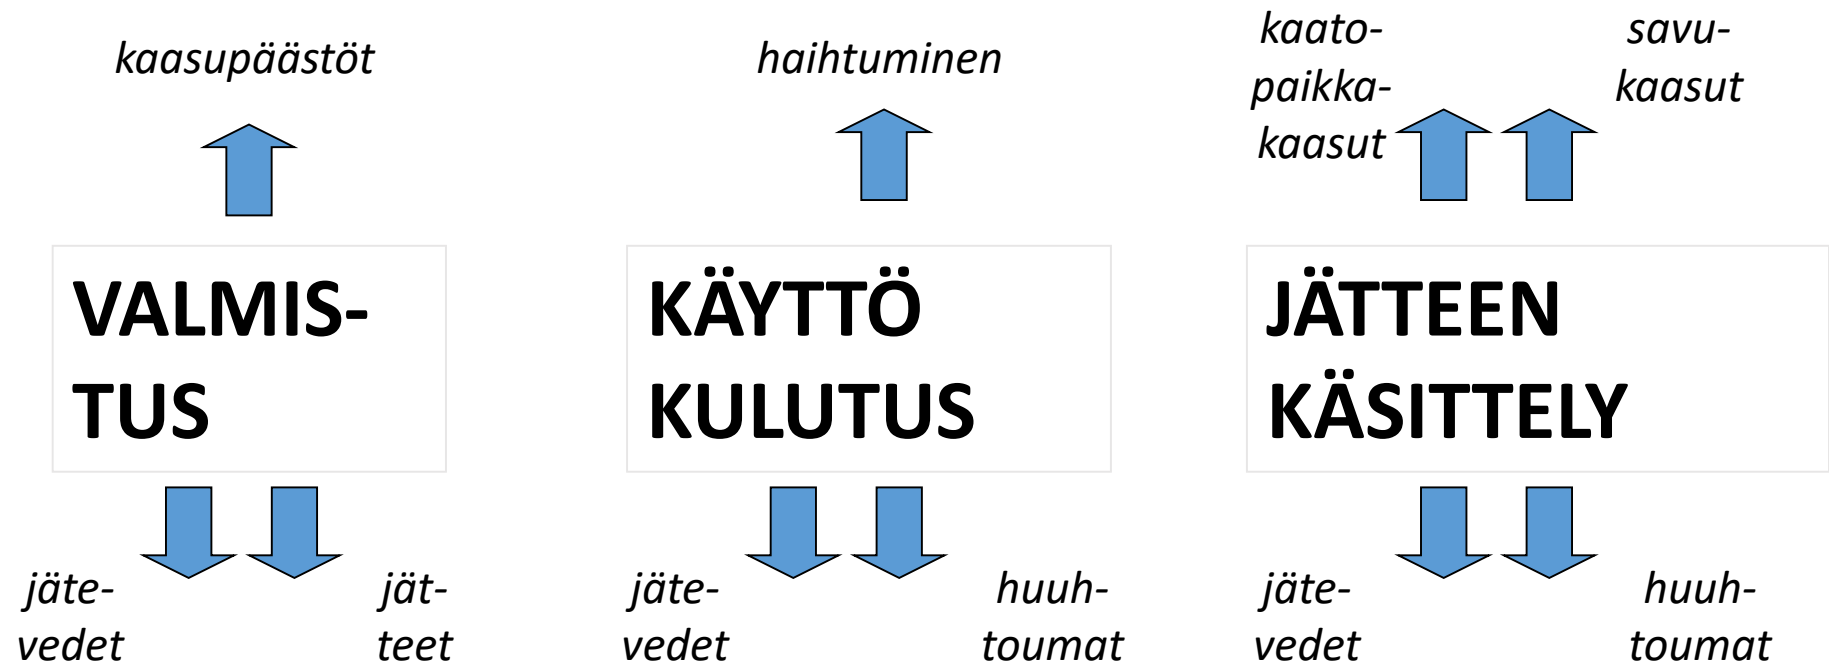 kaasupäästöt
haihtuminen
kaato-
paikka-
kaasut
savu-
kaasut
VALMIS-
TUS
KÄYTTÖ
KULUTUS
JÄTTEEN
KÄSITTELY
jäte-
vedet
jät-
teet
jäte-
vedet
huuh-
toumat
jäte-
vedet
huuh-
toumat